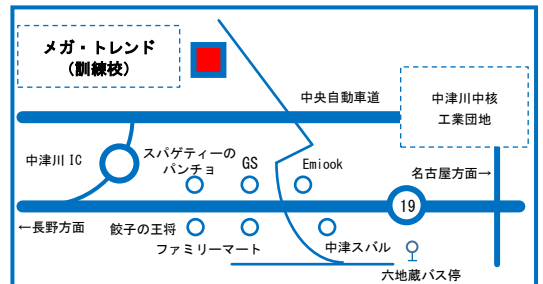 メガ・トレンド
(訓練校)
中央自動車道
中津川中核
工業団地
中津川 IC
スパゲティーの
パンチョ
GS
Emiook
名古屋方面→
19
←長野方面
餃子の王将
ファミリーマート
中津スバル
六地蔵バス停